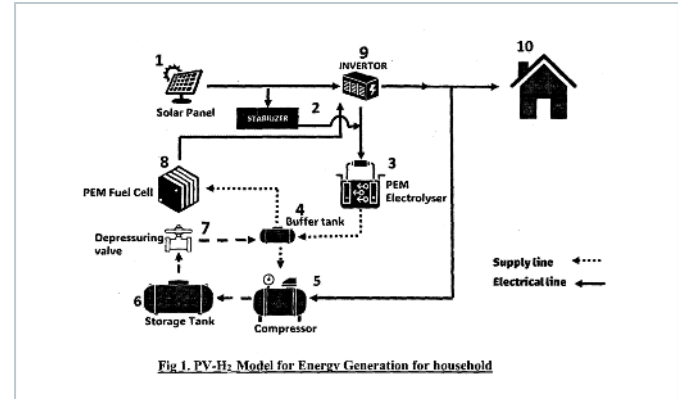 1
9
INVERTOR
10
Solar Panel
2
STABILIZER
8
3
PEM Fuel Cell
PEM
Electrolyser
4
Buffer tank
7
Depressuring
valve
5
6
Storage Tank
Compressor
Supply line
Electrical line
Fig 1. PV-H₂ Model for Energy Generation for household